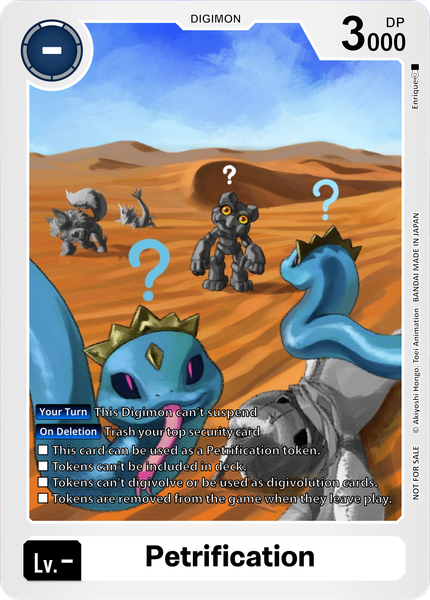 DIGIMON
–
DP
3000
Enrique
?
?
?
Your Turn This Digimon can't suspend
On Deletion Trash your top security card
This card can be used as a Petrification token.
Tokens can't be included in deck.
Tokens can't digivolve or be used as digivolution cards.
Tokens are removed from the game when they leave play.
NOT FOR SALE © Akiyoshi Hongo, Toei Animation BANDAI MADE IN JAPAN
Lv.–
Petrification